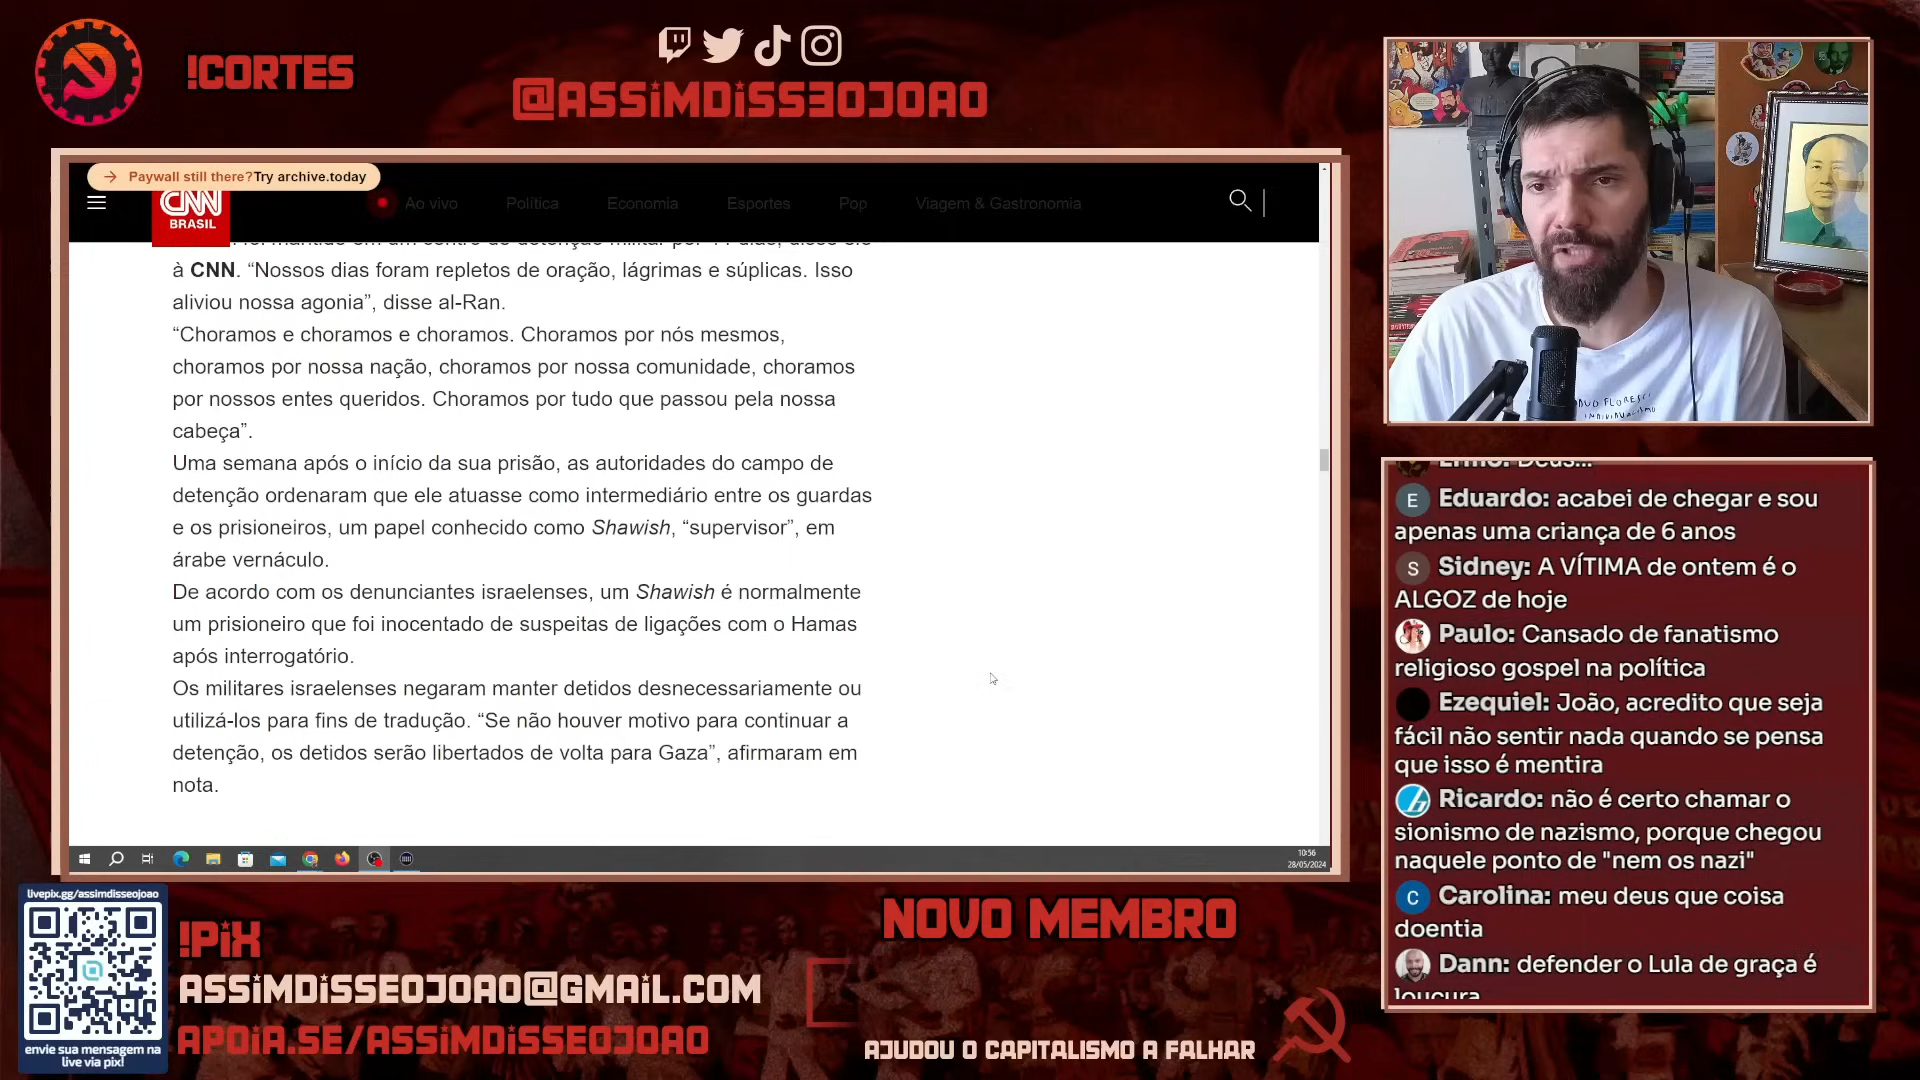 !CORTES
@ASSIMDISSEOJOAO
→ Paywall still there? Try archive.today
CNN
BRASIL
Ao vivo
Política
Economia
Esportes
Pop
Viagem & Gastronomia
à CNN. “Nossos dias foram repletos de oração, lágrimas e súplicas. Isso
aliviou nossa agonia”, disse al-Ran.
“Choramos e choramos e choramos. Choramos por nós mesmos,
choramos por nossa nação, choramos por nossa comunidade, choramos
por nossos entes queridos. Choramos por tudo que passou pela nossa
cabeça”.
Uma semana após o início da sua prisão, as autoridades do campo de
detenção ordenaram que ele atuasse como intermediário entre os guardas
e os prisioneiros, um papel conhecido como Shawish, “supervisor”, em
árabe vernáculo.
De acordo com os denunciantes israelenses, um Shawish é normalmente
um prisioneiro que foi inocentado de suspeitas de ligações com o Hamas
após interrogatório.
Os militares israelenses negaram manter detidos desnecessariamente ou
utilizá-los para fins de tradução. “Se não houver motivo para continuar a
detenção, os detidos serão libertados de volta para Gaza”, afirmaram em
nota.
10:56
28/05/2024
E Eduardo: acabei de chegar e sou
apenas uma criança de 6 anos
S Sidney: A VÍTIMA de ontem é o
ALGOZ de hoje
Paulo: Cansado de fanatismo
religioso gospel na política
Ezequiel: João, acredito que seja
fácil não sentir nada quando se pensa
que isso é mentira
Ricardo: não é certo chamar o
sionismo de nazismo, porque chegou
naquele ponto de "nem os nazi"
C Carolina: meu deus que coisa
doentia
Dann: defender o Lula de graça é
loucura
livepix.gg/assimdisseojoao
envie sua mensagem na
live via pix!
!PIX
ASSIMDISSEOJOAO@GMAIL.COM
APOIA.SE/ASSIMDISSEOJOAO
NOVO MEMBRO
AJUDOU O CAPITALISMO A FALHAR